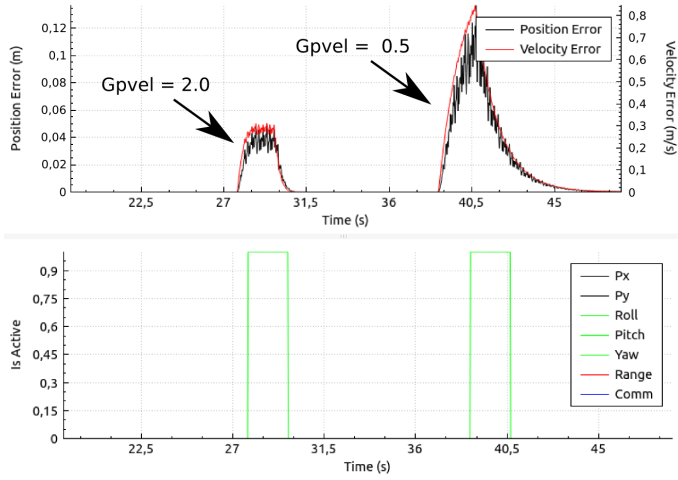 Gpvel = 2.0
Gpvel = 0.5
Position Error
Velocity Error
Position Error (m)
0,12
0,1
0,08
0,06
0,04
0,02
0
Velocity Error (m/s)
0,8
0,7
0,6
0,5
0,4
0,3
0,2
0,1
0
22,5 27 31,5 36 40,5 45
Time (s)
Is Active
0,9
0,75
0,6
0,45
0,3
0,15
0
Px
Py
Roll
Pitch
Yaw
Range
Comm
22,5 27 31,5 36 40,5 45
Time (s)